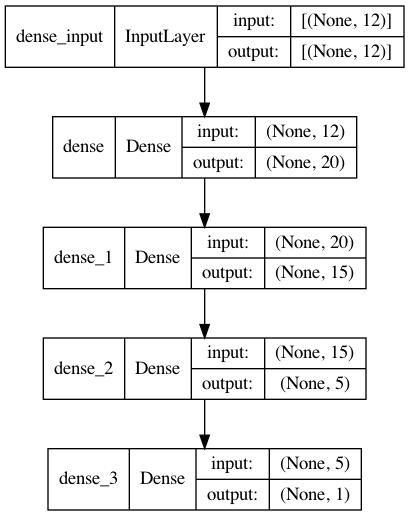 dense_input InputLayer input: [(None, 12)]
output: [(None, 12)]
dense Dense input: (None, 12)
output: (None, 20)
dense_1 Dense input: (None, 20)
output: (None, 15)
dense_2 Dense input: (None, 15)
output: (None, 5)
dense_3 Dense input: (None, 5)
output: (None, 1)